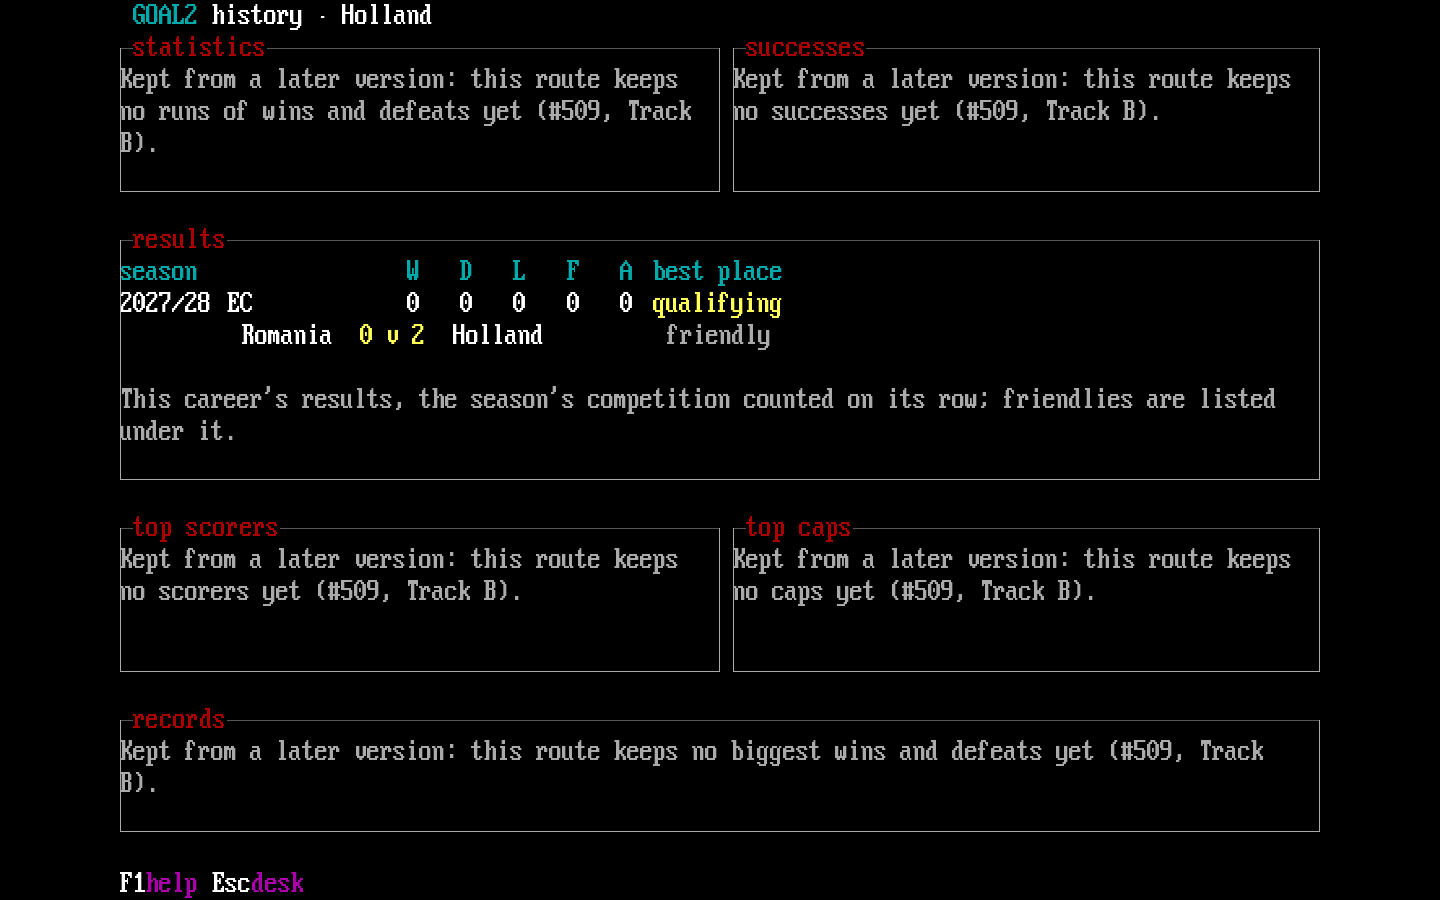 GOAL2 history · Holland
statistics
Kept from a later version: this route keeps
no runs of wins and defeats yet (#509, Track
B).
successes
Kept from a later version: this route keeps
no successes yet (#509, Track B).
results
season W D L F A best place
2027/28 EC 0 0 0 0 0 qualifying
Romania 0 v 2 Holland friendly
This career's results, the season's competition counted on its row; friendlies are listed
under it.
top scorers
Kept from a later version: this route keeps
no scorers yet (#509, Track B).
top caps
Kept from a later version: this route keeps
no caps yet (#509, Track B).
records
Kept from a later version: this route keeps no biggest wins and defeats yet (#509, Track
B).
F1help Escdesk